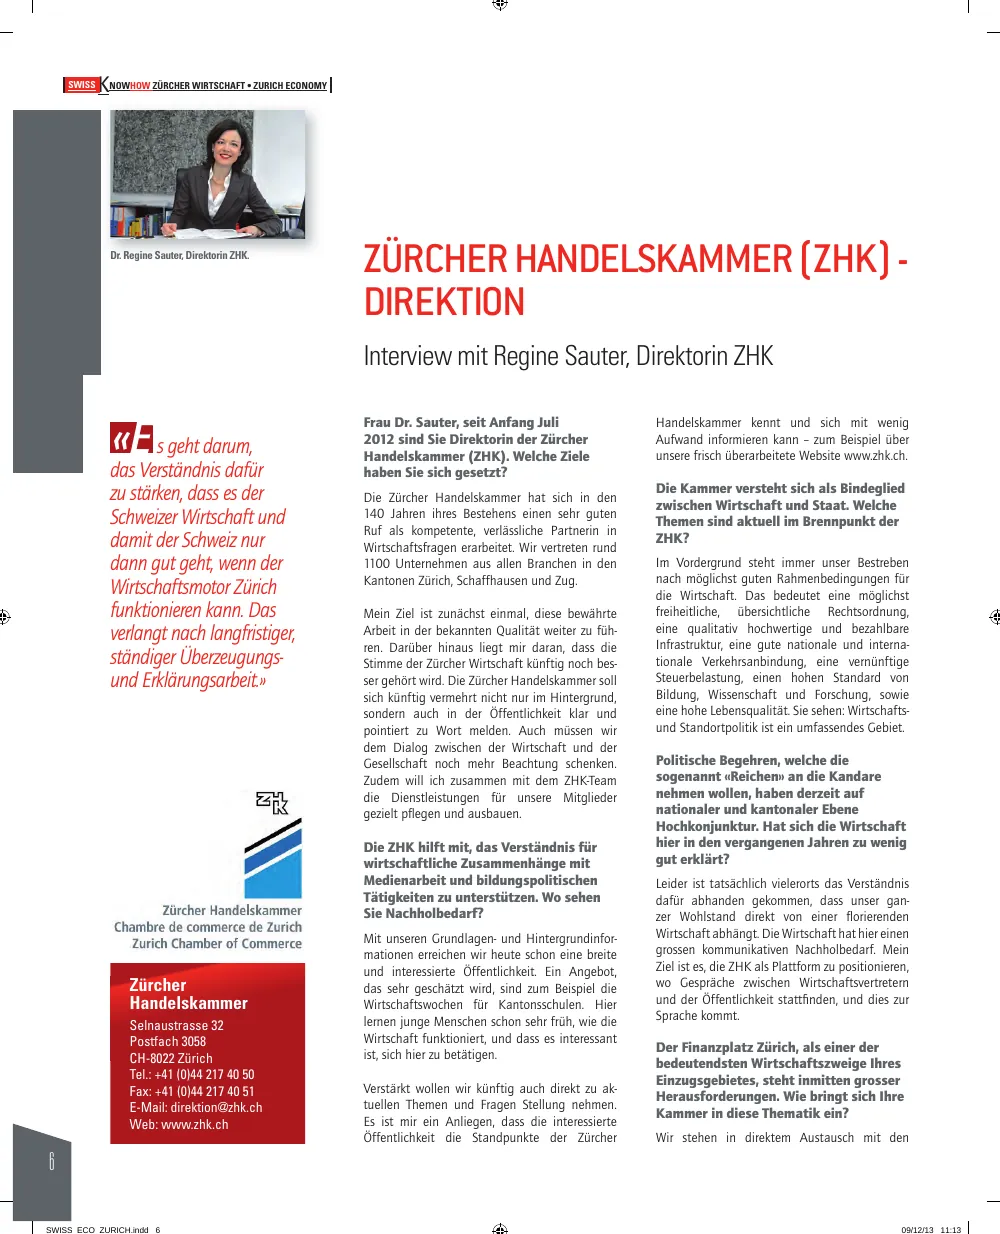 SWISS KNOWHOW ZÜRCHER WIRTSCHAFT • ZURICH ECONOMY
Dr. Regine Sauter, Direktorin ZHK.
ZÜRCHER HANDELSKAMMER (ZHK) -
DIREKTION
Interview mit Regine Sauter, Direktorin ZHK
«Es geht darum,
das Verständnis dafür
zu stärken, dass es der
Schweizer Wirtschaft und
damit der Schweiz nur
dann gut geht, wenn der
Wirtschaftsmotor Zürich
funktionieren kann. Das
verlangt nach langfristiger,
ständiger Überzeugungs-
und Erklärungsarbeit.»
ZHK
Zürcher Handelskammer
Chambre de commerce de Zurich
Zurich Chamber of Commerce
Zürcher
Handelskammer
Selnaustrasse 32
Postfach 3058
CH-8022 Zürich
Tel.: +41 (0)44 217 40 50
Fax: +41 (0)44 217 40 51
E-Mail: direktion@zhk.ch
Web: www.zhk.ch
Frau Dr. Sauter, seit Anfang Juli
2012 sind Sie Direktorin der Zürcher
Handelskammer (ZHK). Welche Ziele
haben Sie sich gesetzt?
Die Zürcher Handelskammer hat sich in den
140 Jahren ihres Bestehens einen sehr guten
Ruf als kompetente, verlässliche Partnerin in
Wirtschaftsfragen erarbeitet. Wir vertreten rund
1100 Unternehmen aus allen Branchen in den
Kantonen Zürich, Schaffhausen und Zug.
Mein Ziel ist zunächst einmal, diese bewährte
Arbeit in der bekannten Qualität weiter zu füh-
ren. Darüber hinaus liegt mir daran, dass die
Stimme der Zürcher Wirtschaft künftig noch bes-
ser gehört wird. Die Zürcher Handelskammer soll
sich künftig vermehrt nicht nur im Hintergrund,
sondern auch in der Öffentlichkeit klar und
pointiert zu Wort melden. Auch müssen wir
dem Dialog zwischen der Wirtschaft und der
Gesellschaft noch mehr Beachtung schenken.
Zudem will ich zusammen mit dem ZHK-Team
die Dienstleistungen für unsere Mitglieder
gezielt pflegen und ausbauen.
Die ZHK hilft mit, das Verständnis für
wirtschaftliche Zusammenhänge mit
Medienarbeit und bildungspolitischen
Tätigkeiten zu unterstützen. Wo sehen
Sie Nachholbedarf?
Mit unseren Grundlagen- und Hintergrundinfor-
mationen erreichen wir heute schon eine breite
und interessierte Öffentlichkeit. Ein Angebot,
das sehr geschätzt wird, sind zum Beispiel die
Wirtschaftswochen für Kantonsschulen. Hier
lernen junge Menschen schon sehr früh, wie die
Wirtschaft funktioniert, und dass es interessant
ist, sich hier zu betätigen.
Verstärkt wollen wir künftig auch direkt zu ak-
tuellen Themen und Fragen Stellung nehmen.
Es ist mir ein Anliegen, dass die interessierte
Öffentlichkeit die Standpunkte der Zürcher
Handelskammer kennt und sich mit wenig
Aufwand informieren kann – zum Beispiel über
unsere frisch überarbeitete Website www.zhk.ch.
Die Kammer versteht sich als Bindeglied
zwischen Wirtschaft und Staat. Welche
Themen sind aktuell im Brennpunkt der
ZHK?
Im Vordergrund steht immer unser Bestreben
nach möglichst guten Rahmenbedingungen für
die Wirtschaft. Das bedeutet eine möglichst
freiheitliche, übersichtliche Rechtsordnung,
eine qualitativ hochwertige und bezahlbare
Infrastruktur, eine gute nationale und interna-
tionale Verkehrsanbindung, eine vernünftige
Steuerbelastung, einen hohen Standard von
Bildung, Wissenschaft und Forschung, sowie
eine hohe Lebensqualität. Sie sehen: Wirtschafts-
und Standortpolitik ist ein umfassendes Gebiet.
Politische Begehren, welche die
sogenannt «Reichen» an die Kandare
nehmen wollen, haben derzeit auf
nationaler und kantonaler Ebene
Hochkonjunktur. Hat sich die Wirtschaft
hier in den vergangenen Jahren zu wenig
gut erklärt?
Leider ist tatsächlich vielerorts das Verständnis
dafür abhanden gekommen, dass unser gan-
zer Wohlstand direkt von einer florierenden
Wirtschaft abhängt. Die Wirtschaft hat hier einen
grossen kommunikativen Nachholbedarf. Mein
Ziel ist es, die ZHK als Plattform zu positionieren,
wo Gespräche zwischen Wirtschaftsvertretern
und der Öffentlichkeit stattfinden, und dies zur
Sprache kommt.
Der Finanzplatz Zürich, als einer der
bedeutendsten Wirtschaftszweige Ihres
Einzugsgebietes, steht inmitten grosser
Herausforderungen. Wie bringt sich Ihre
Kammer in diese Thematik ein?
Wir stehen in direktem Austausch mit den
6
SWISS_ECO_ZURICH.indd 6
09/12/13 11:13